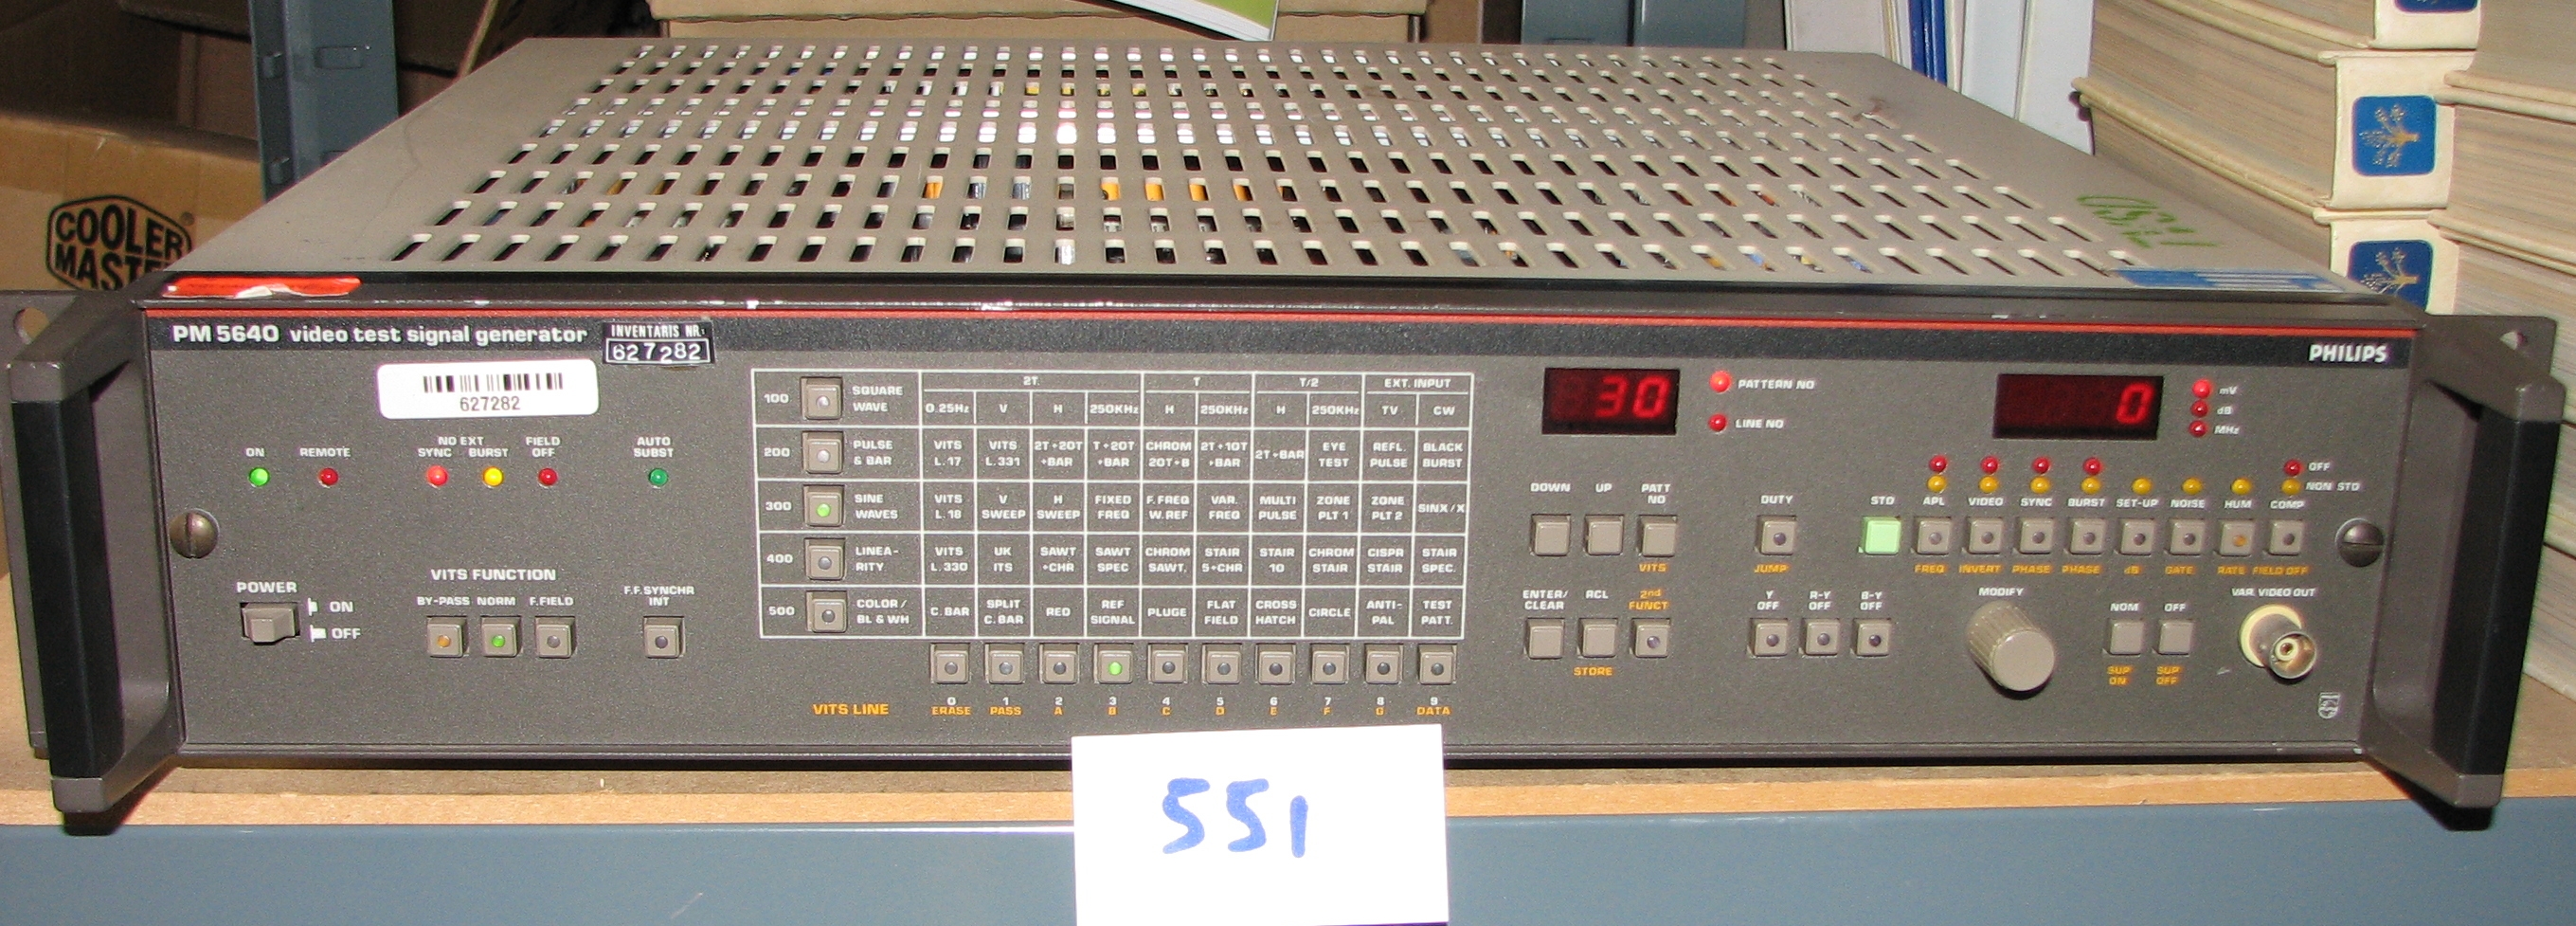 COOLER
MASTER
PM 5640 video test signal generator
INVENTARIS NR.
627282
PHILIPS
627282
ON
REMOTE
NO EXT
SYNC BURST
FIELD
OFF
AUTO
SUBST
POWER
ON
OFF
VITS FUNCTION
BY-PASS NORM F.FIELD
F.F.SYNCHR
INT
2T T T/2 EXT. INPUT
100 SQUARE WAVE 0.25Hz V H 250KHz H 250KHz H 250KHz TV CW
200 PULSE & BAR VITS L.17 VITS L.331 2T+20T +BAR T+20T +BAR CHROM 20T+B 2T+10T +BAR 2T+BAR EYE TEST REFL. PULSE BLACK BURST
300 SINE WAVES VITS L.18 V SWEEP H SWEEP FIXED FREQ F.FREQ W.REF VAR. FREQ MULTI PULSE ZONE PLT 1 ZONE PLT 2 SINX/X
400 LINEA- RITY VITS L.330 UK ITS SAWT +CHR SAWT SPEC CHROM SAWT. STAIR 5+CHR STAIR 10 CHROM STAIR CISPR STAIR STAIR SPEC.
500 COLOR/ BL & WH C.BAR SPLIT C.BAR RED REF SIGNAL PLUGE FLAT FIELD CROSS HATCH CIRCLE ANTI- PAL TEST PATT.
0 1 2 3 4 5 6 7 8 9
VITS LINE ERASE PASS A B C D E F G DATA
30
PATTERN NO
LINE NO
0
mV
dB
MHz
DOWN UP PATT NO
VITS
ENTER/
CLEAR
RCL
2nd
FUNCT
STORE
DUTY
JUMP
OFF
NON STD
STD APL VIDEO SYNC BURST SET-UP NOISE HUM COMP
FREQ INVERT PHASE PHASE dB GATE RATE FIELD OFF
Y
OFF
R-Y
OFF
B-Y
OFF
MODIFY
NOM OFF
SUP
ON
SUP
OFF
VAR. VIDEO OUT
551